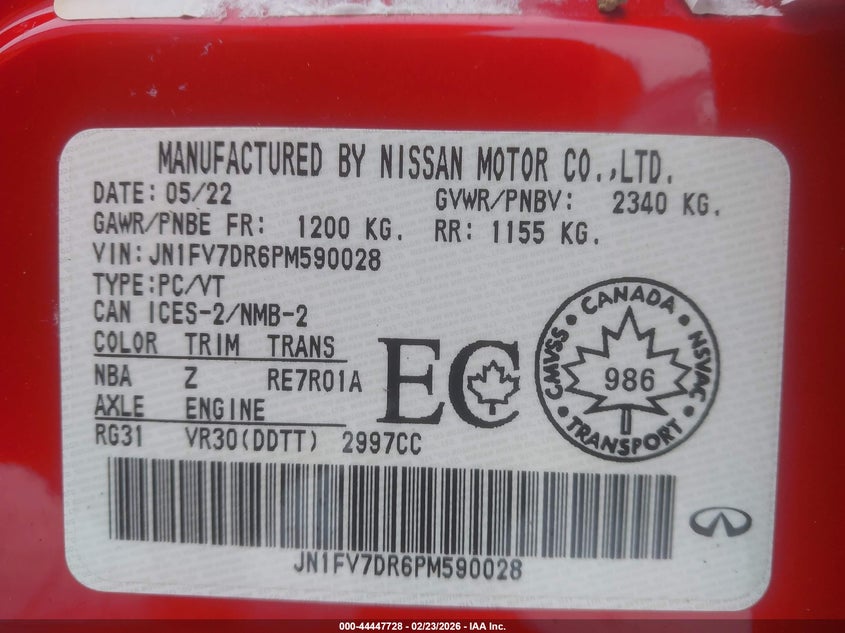 MANUFACTURED BY NISSAN MOTOR CO.,LTD.
DATE: 05/22 GVWR/PNBV: 2340 KG.
GAWR/PNBE FR: 1200 KG. RR: 1155 KG.
VIN: JN1FV7DR6PM590028
TYPE:PC/VT
CAN ICES-2/NMB-2
COLOR TRIM TRANS
NBA Z RE7R01A
AXLE ENGINE
RG31 VR30(DDTT) 2997CC
EC
CANADA
CMVSS 986 NSVAC
TRANSPORT
JN1FV7DR6PM590028
000-44447728 - 02/23/2026 - IAA Inc.